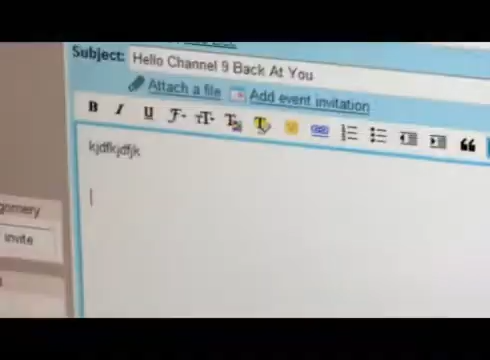 Subject: Hello Channel 9 Back At You
Attach a file Add event invitation
B I U
kjdfkjdfjk
gomery
invite